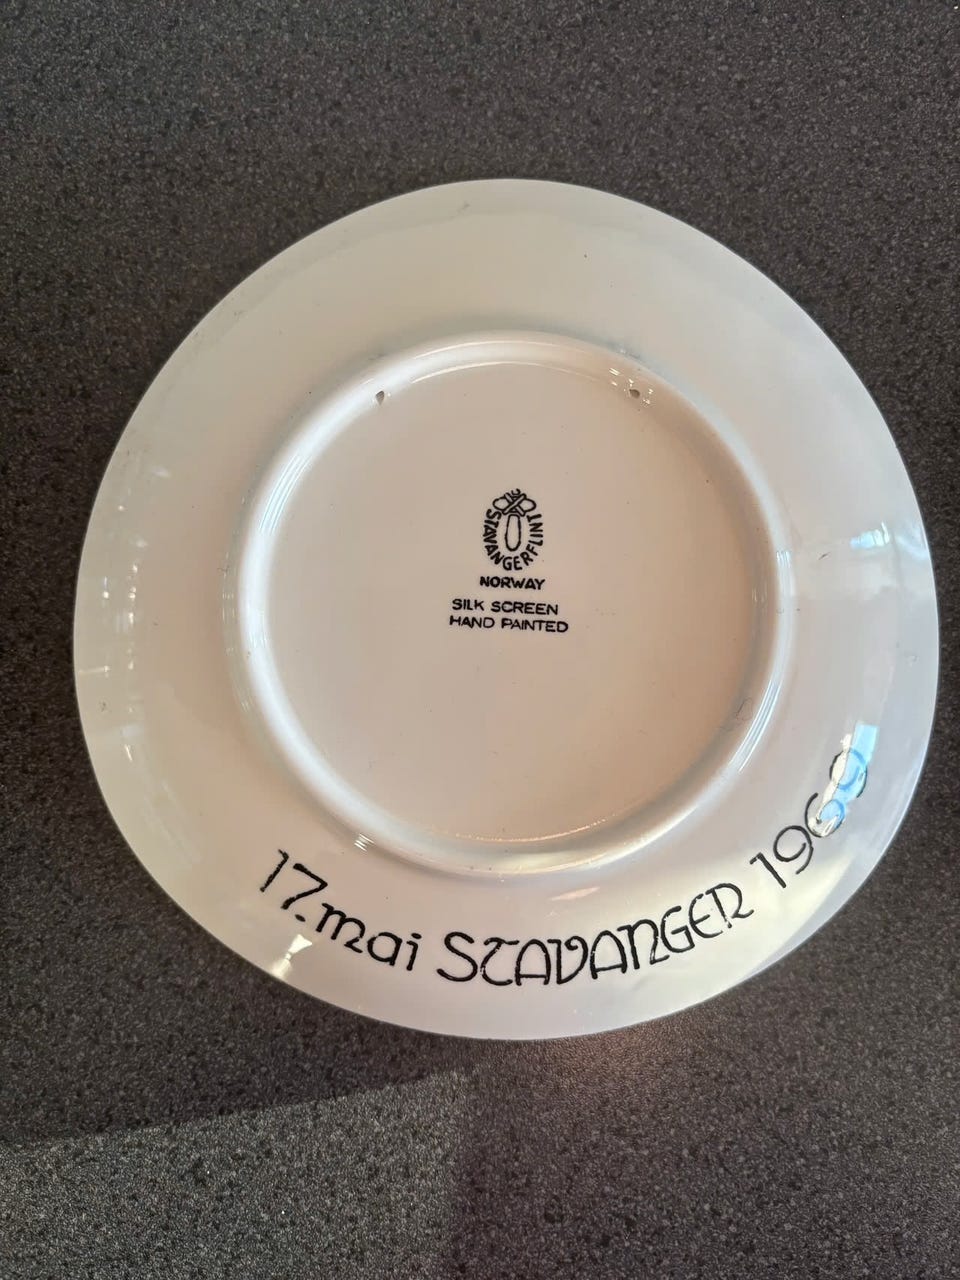 STAVANGERFLINT
NORWAY
SILK SCREEN
HAND PAINTED
17. mai STAVANGER